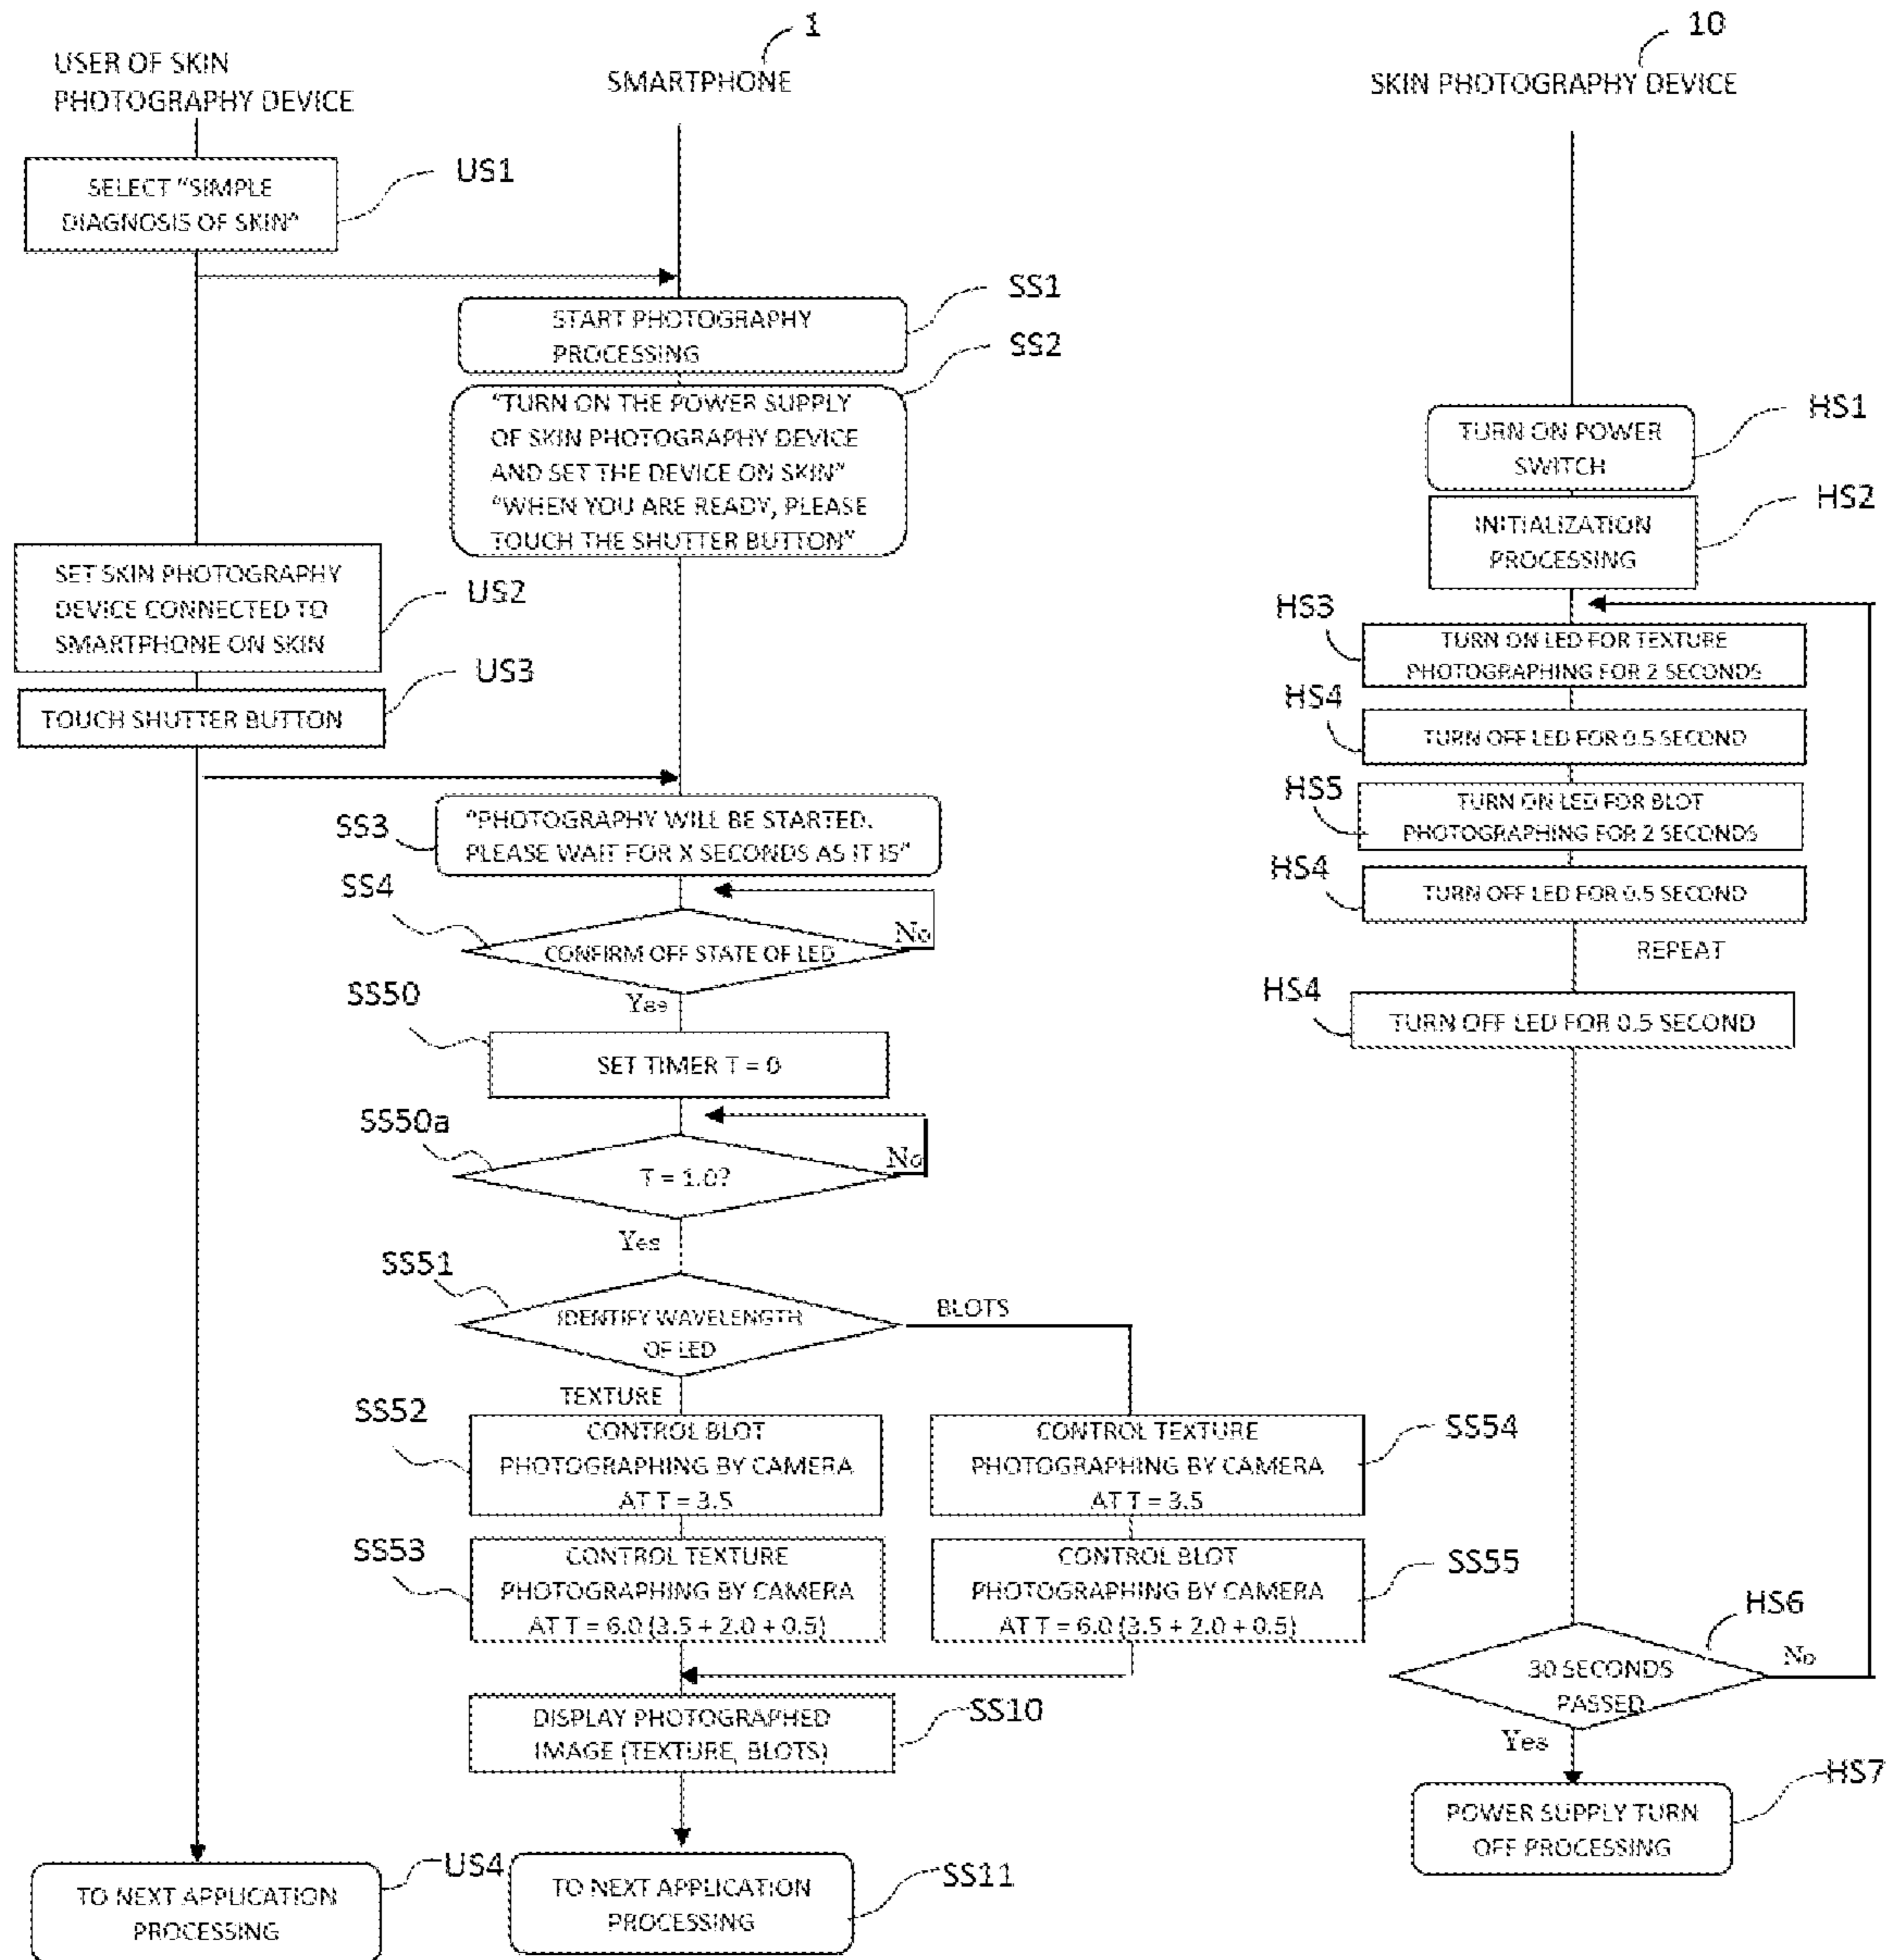 1
10
USER OF SKIN
PHOTOGRAPHY DEVICE
SMARTPHONE
SKIN PHOTOGRAPHY DEVICE
SELECT "SIMPLE
DIAGNOSIS OF SKIN"
US1
START PHOTOGRAPHY
PROCESSING
SS1
"TURN ON THE POWER SUPPLY
OF SKIN PHOTOGRAPHY DEVICE
AND SET THE DEVICE ON SKIN"
"WHEN YOU ARE READY, PLEASE
TOUCH THE SHUTTER BUTTON"
SS2
SET SKIN PHOTOGRAPHY
DEVICE CONNECTED TO
SMARTPHONE ON SKIN
US2
TOUCH SHUTTER BUTTON
US3
SS3
"PHOTOGRAPHY WILL BE STARTED.
PLEASE WAIT FOR X SECONDS AS IT IS"
SS4
CONFIRM OFF STATE OF LED
No
Yes
SS50
SET TIMER T = 0
SS50a
T = 1.0?
No
Yes
SS51
IDENTIFY WAVELENGTH
OF LED
BLOTS
TEXTURE
SS52
CONTROL BLOT
PHOTOGRAPHING BY CAMERA
AT T = 3.5
CONTROL TEXTURE
PHOTOGRAPHING BY CAMERA
AT T = 3.5
SS54
SS53
CONTROL TEXTURE
PHOTOGRAPHING BY CAMERA
AT T = 6.0 (3.5 + 2.0 + 0.5)
CONTROL BLOT
PHOTOGRAPHING BY CAMERA
AT T = 6.0 (3.5 + 2.0 + 0.5)
SS55
DISPLAY PHOTOGRAPHED
IMAGE (TEXTURE, BLOTS)
SS10
TO NEXT APPLICATION
PROCESSING
US4
TO NEXT APPLICATION
PROCESSING
SS11
TURN ON POWER
SWITCH
HS1
INITIALIZATION
PROCESSING
HS2
HS3
TURN ON LED FOR TEXTURE
PHOTOGRAPHING FOR 2 SECONDS
HS4
TURN OFF LED FOR 0.5 SECOND
HS5
TURN ON LED FOR BLOT
PHOTOGRAPHING FOR 2 SECONDS
HS4
TURN OFF LED FOR 0.5 SECOND
REPEAT
HS4
TURN OFF LED FOR 0.5 SECOND
HS6
30 SECONDS
PASSED
No
Yes
POWER SUPPLY TURN
OFF PROCESSING
HS7